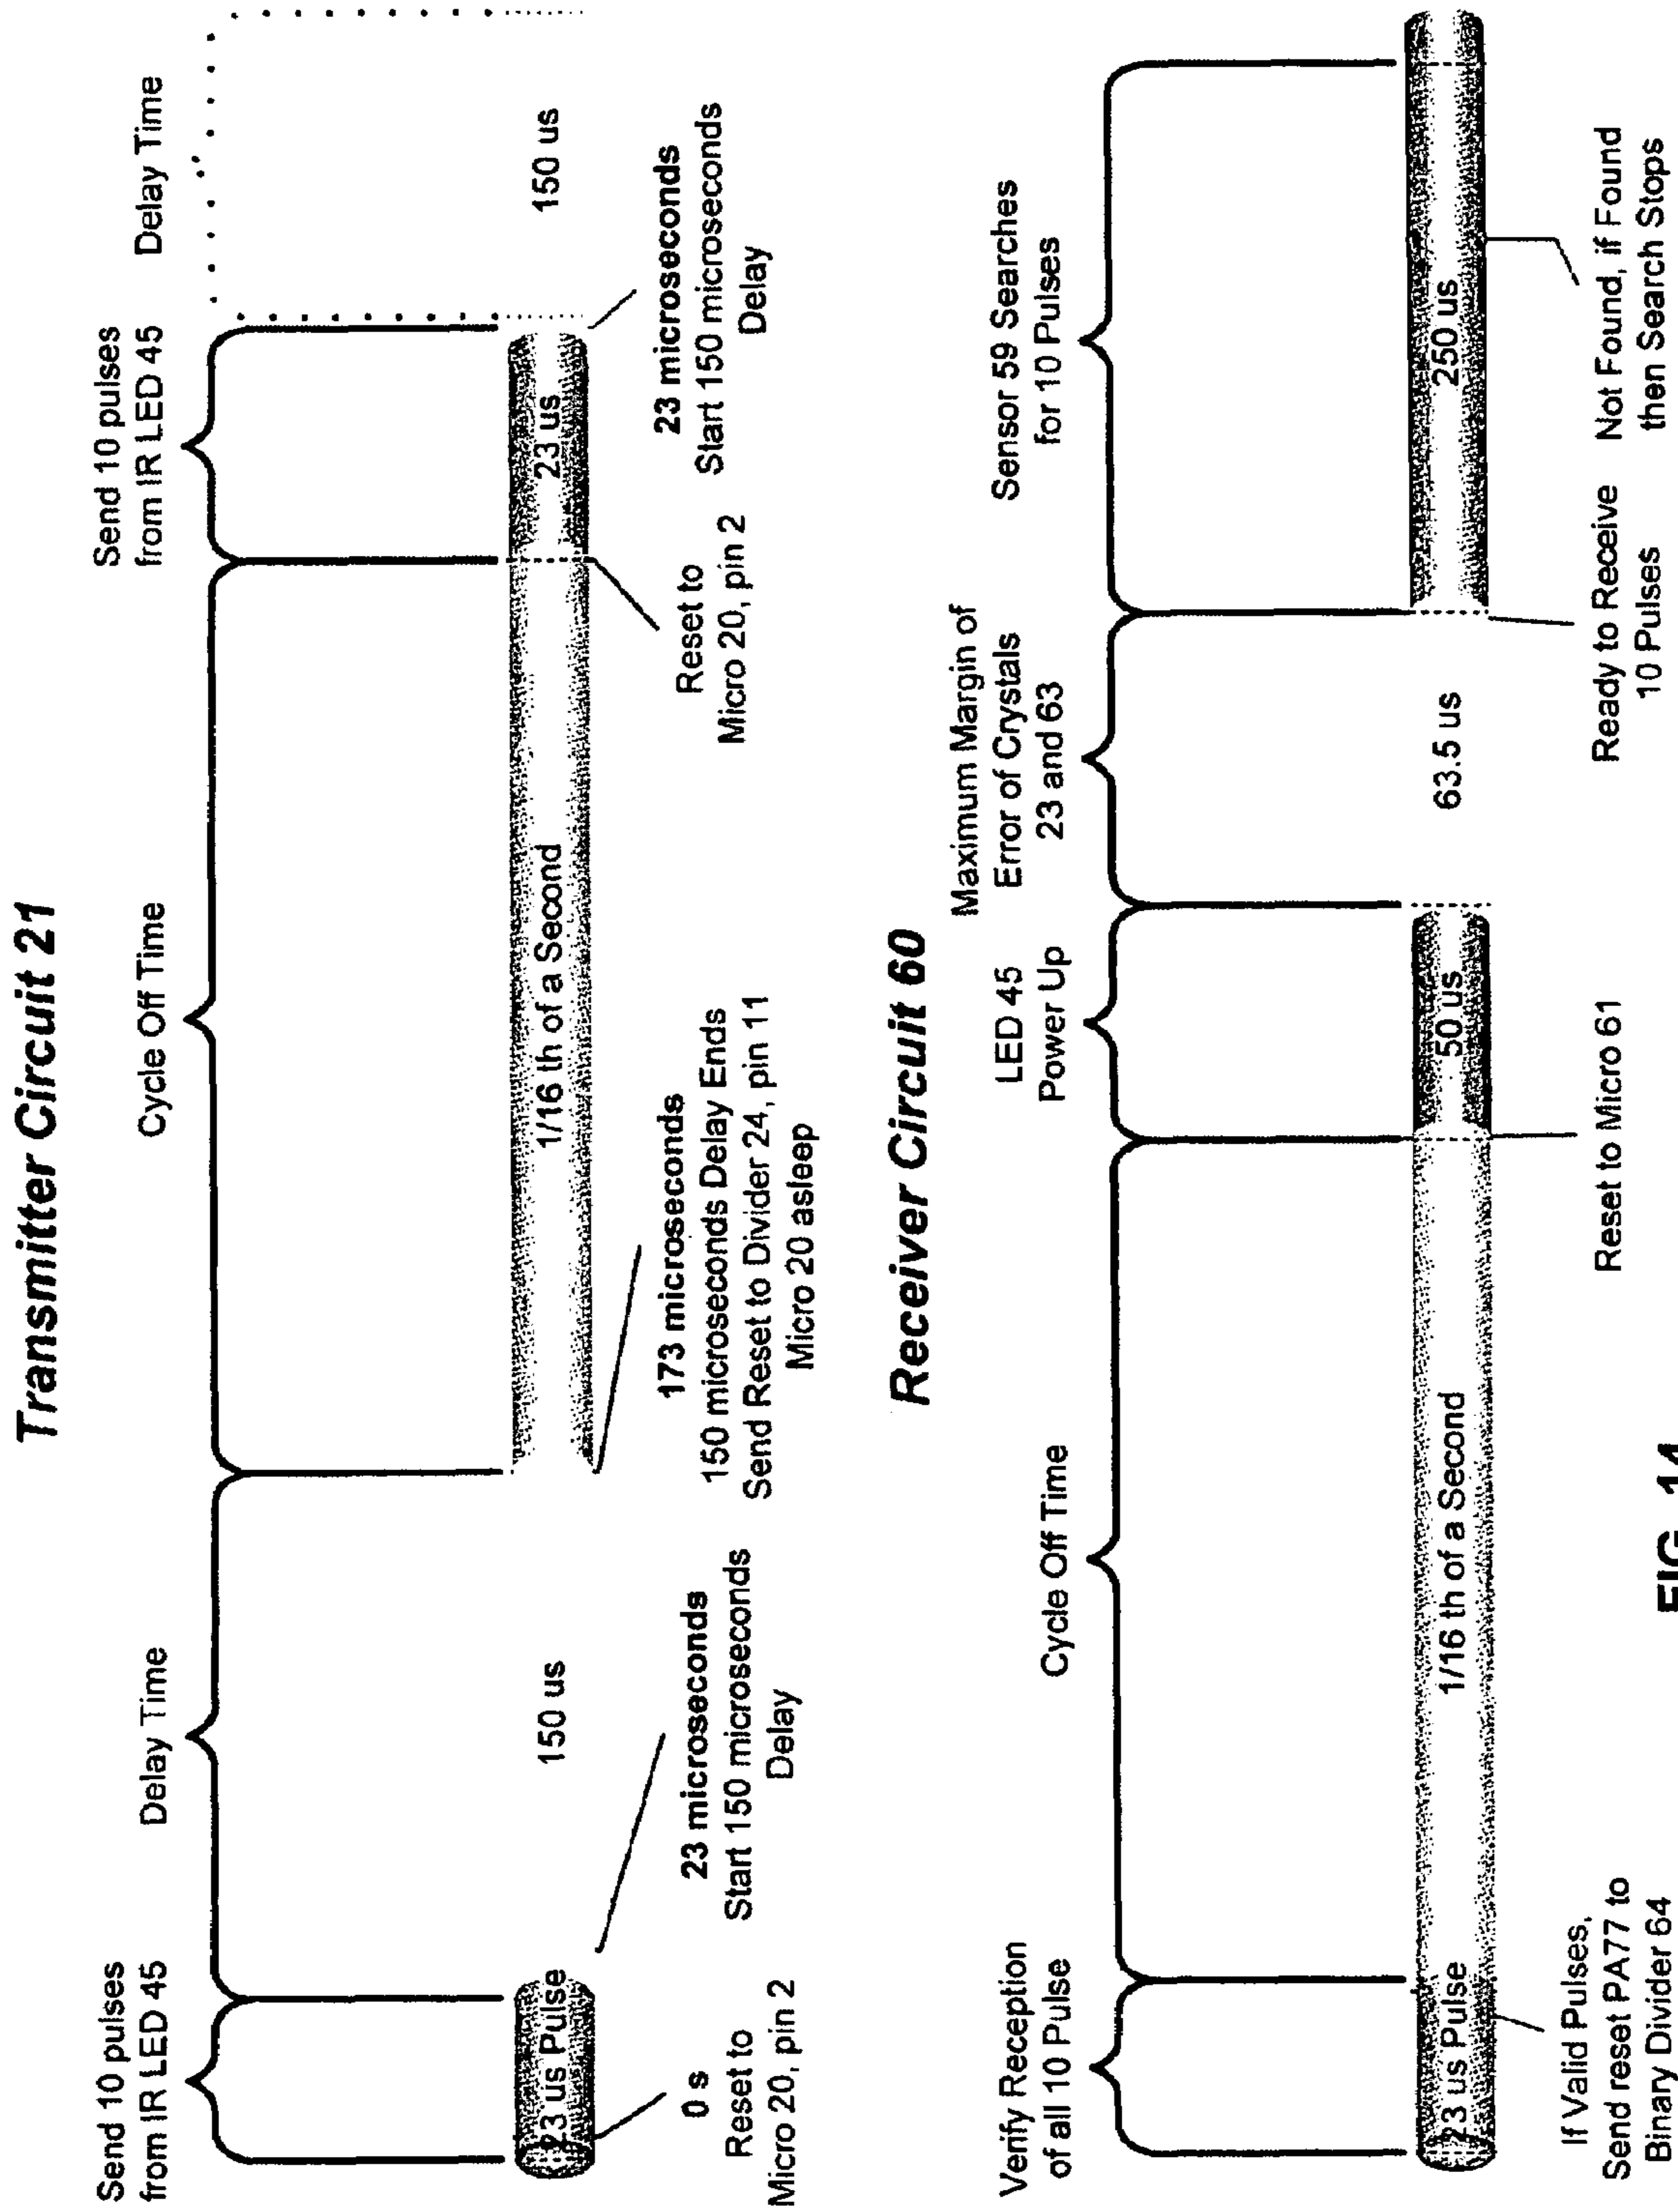 Transmitter Circuit 21
Send 10 pulses
from IR LED 45
Delay Time
Cycle Off Time
Send 10 pulses
from IR LED 45
Delay Time
23 us Pulse
150 us
1/16 th of a Second
23 us
150 us
0 s
Reset to
Micro 20, pin 2
23 microseconds
Start 150 microseconds
Delay
173 microseconds
150 microseconds Delay Ends
Send Reset to Divider 24, pin 11
Micro 20 asleep
Reset to
Micro 20, pin 2
23 microseconds
Start 150 microseconds
Delay
Receiver Circuit 60
Verify Reception
of all 10 Pulse
Cycle Off Time
LED 45
Power Up
Maximum Margin of
Error of Crystals
23 and 63
Sensor 59 Searches
for 10 Pulses
23 us Pulse
1/16 th of a Second
50 us
63.5 us
250 us
If Valid Pulses,
Send reset PA77 to
Binary Divider 64
Reset to Micro 61
Ready to Receive
10 Pulses
Not Found, if Found
then Search Stops
FIG. 14